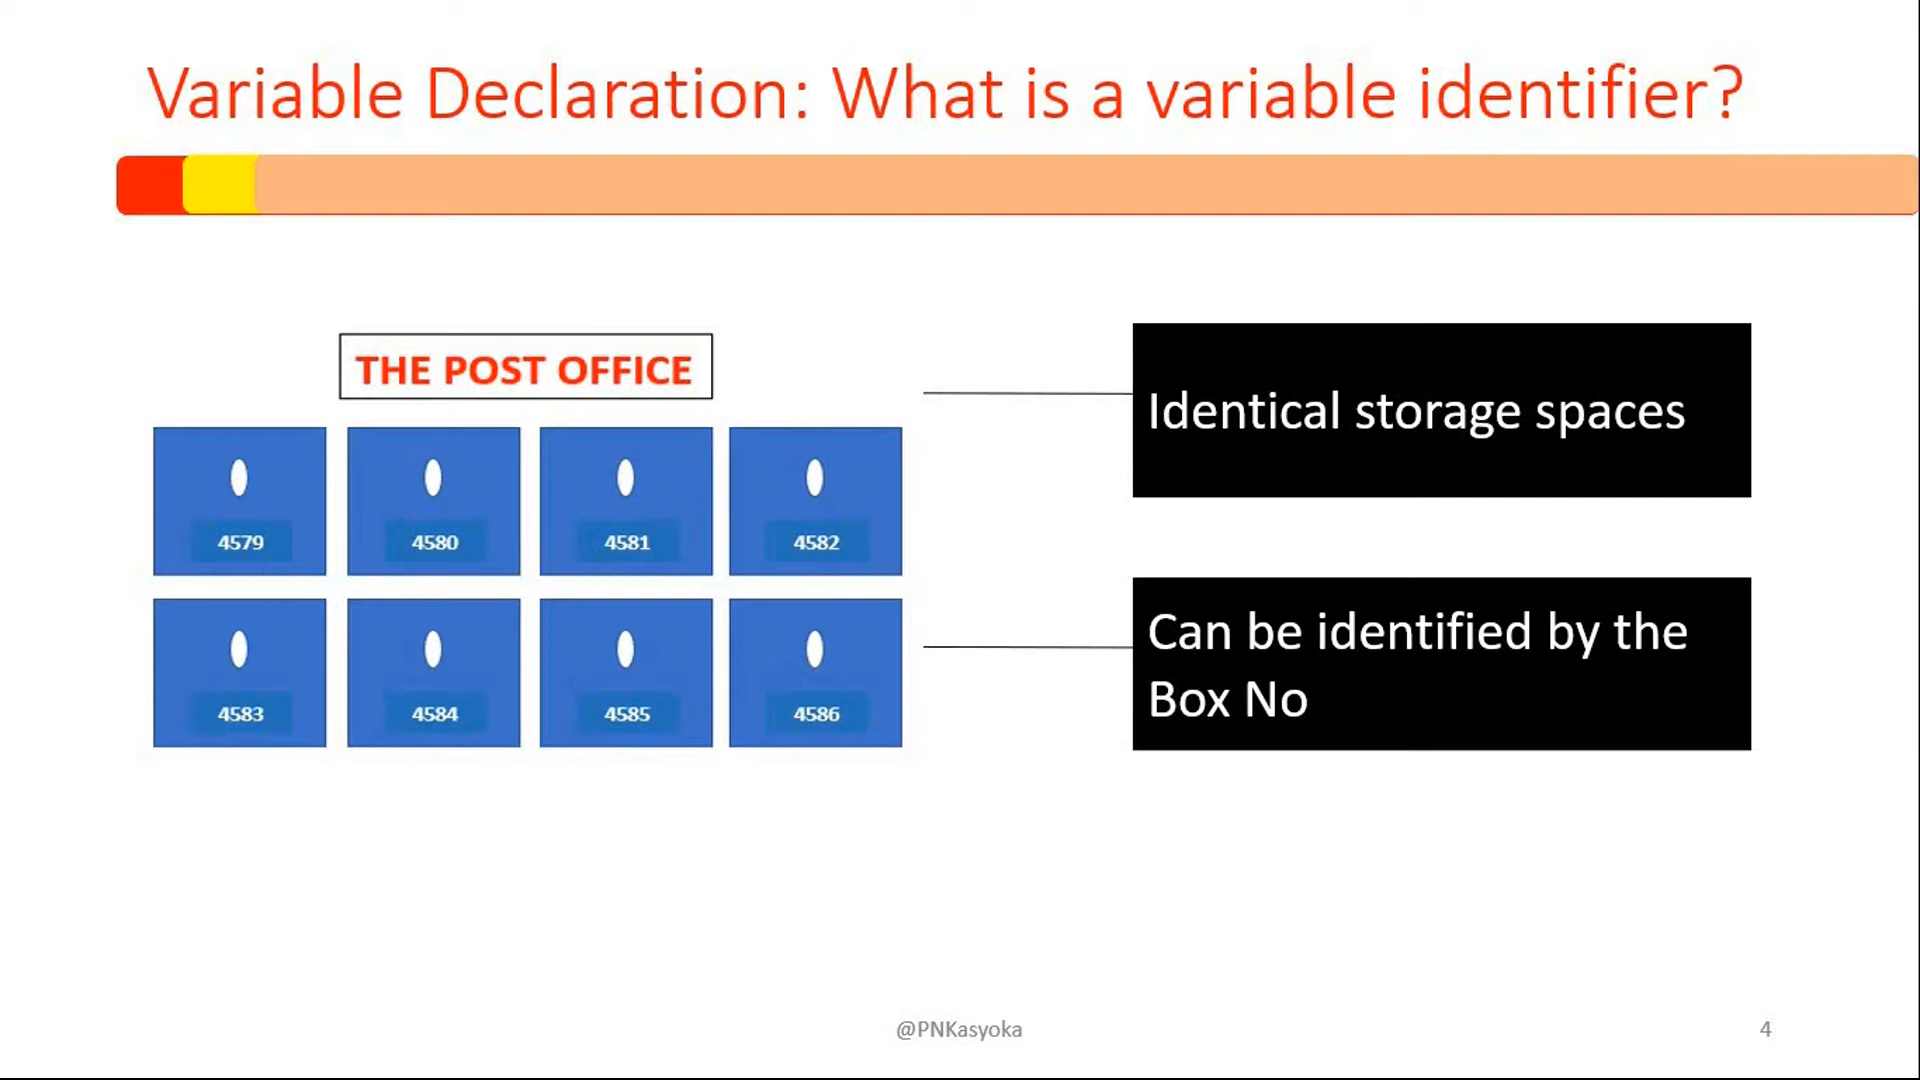 Variable Declaration: What is a variable identifier?
THE POST OFFICE
4579 4580 4581 4582
4583 4584 4585 4586
Identical storage spaces
Can be identified by the
Box No
@PNKasyoka
4